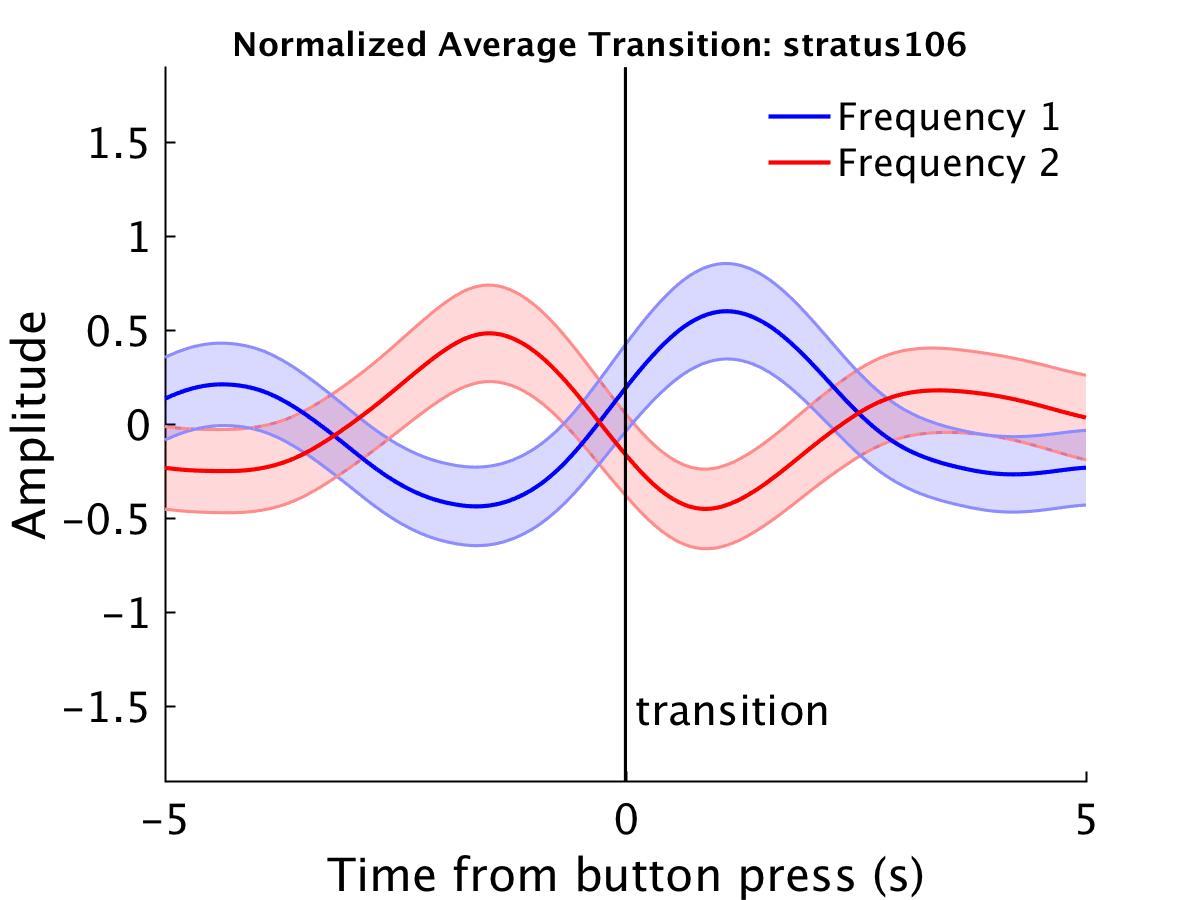 Normalized Average Transition: stratus106
Frequency 1
Frequency 2
1.5
1
0.5
0
−0.5
−1
−1.5
Amplitude
transition
−5
0
5
Time from button press (s)